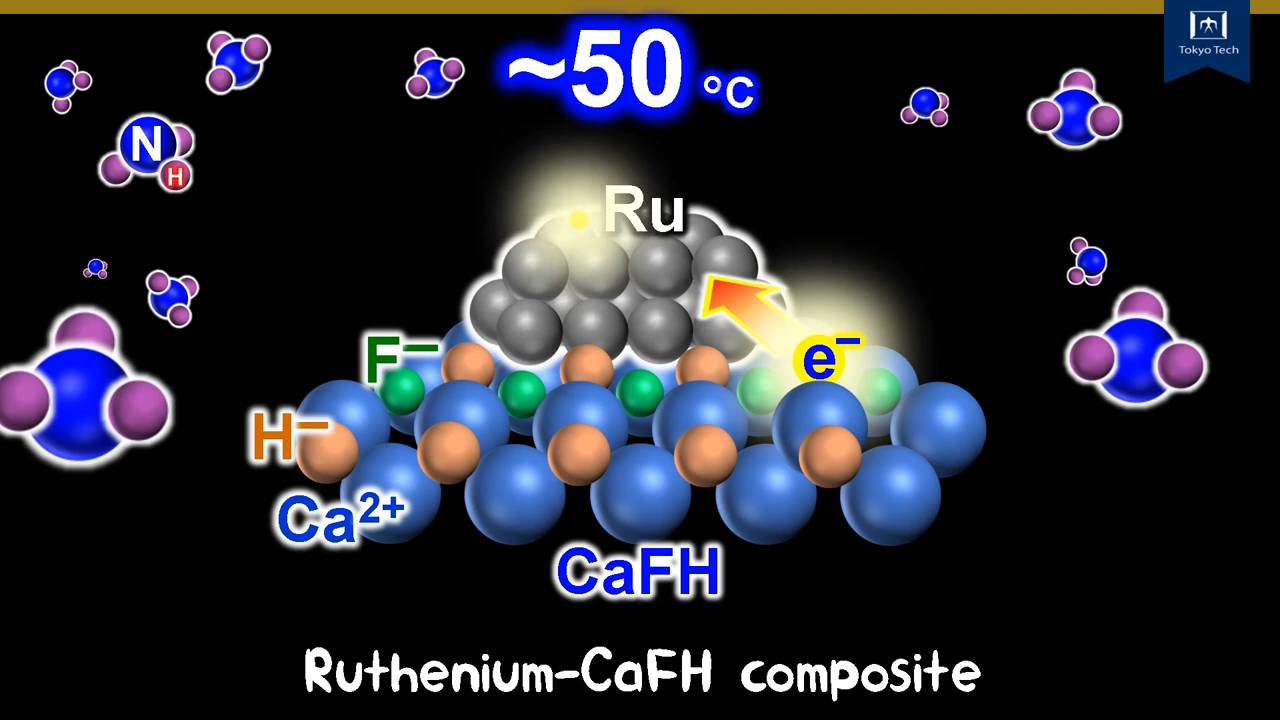 ~50 °C
Tokyo Tech
N
H
Ru
F⁻
e⁻
H⁻
Ca²⁺
CaFH
Ruthenium-CaFH composite